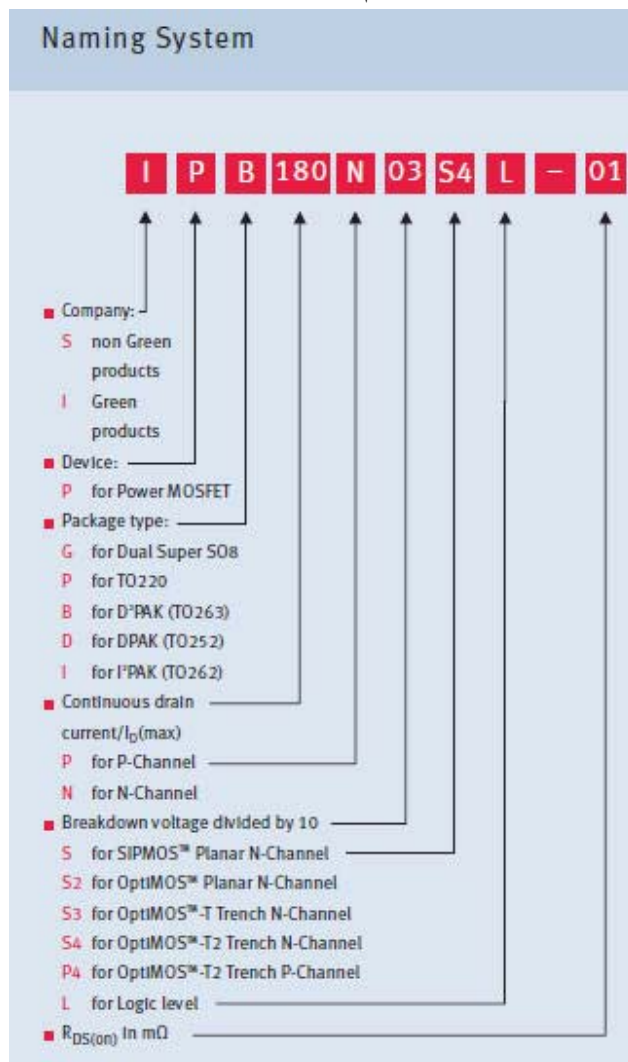 Naming System
I P B 180 N 03 S4 L – 01
Company:
S non Green
products
I Green
products
Device:
P for Power MOSFET
Package type:
G for Dual Super SO8
P for TO220
B for D²PAK (TO263)
D for DPAK (TO252)
I for I²PAK (TO262)
Continuous drain
current/I_D(max)
P for P-Channel
N for N-Channel
Breakdown voltage divided by 10
S for SIPMOS™ Planar N-Channel
S2 for OptiMOS™ Planar N-Channel
S3 for OptiMOS™-T Trench N-Channel
S4 for OptiMOS™-T2 Trench N-Channel
P4 for OptiMOS™-T2 Trench P-Channel
L for Logic level
R_DS(on) in mΩ